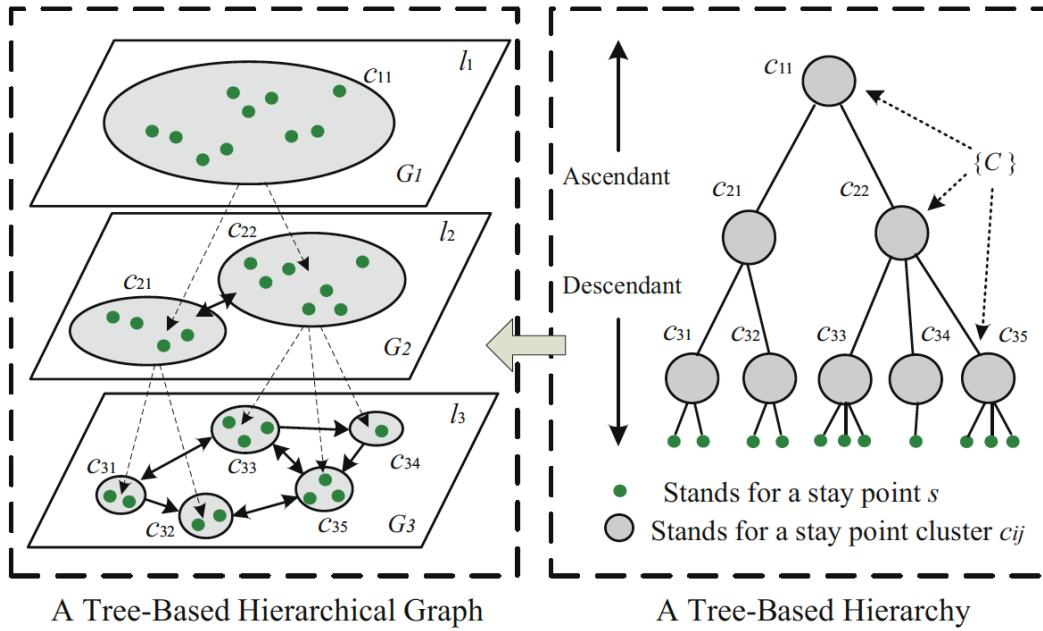 l1
c11
G1
l2
c22
c21
G2
l3
c31
c33
c34
c32
c35
G3
A Tree-Based Hierarchical Graph
c11
Ascendant
{C}
c21
c22
Descendant
c31
c32
c33
c34
c35
Stands for a stay point s
Stands for a stay point cluster cij
A Tree-Based Hierarchy